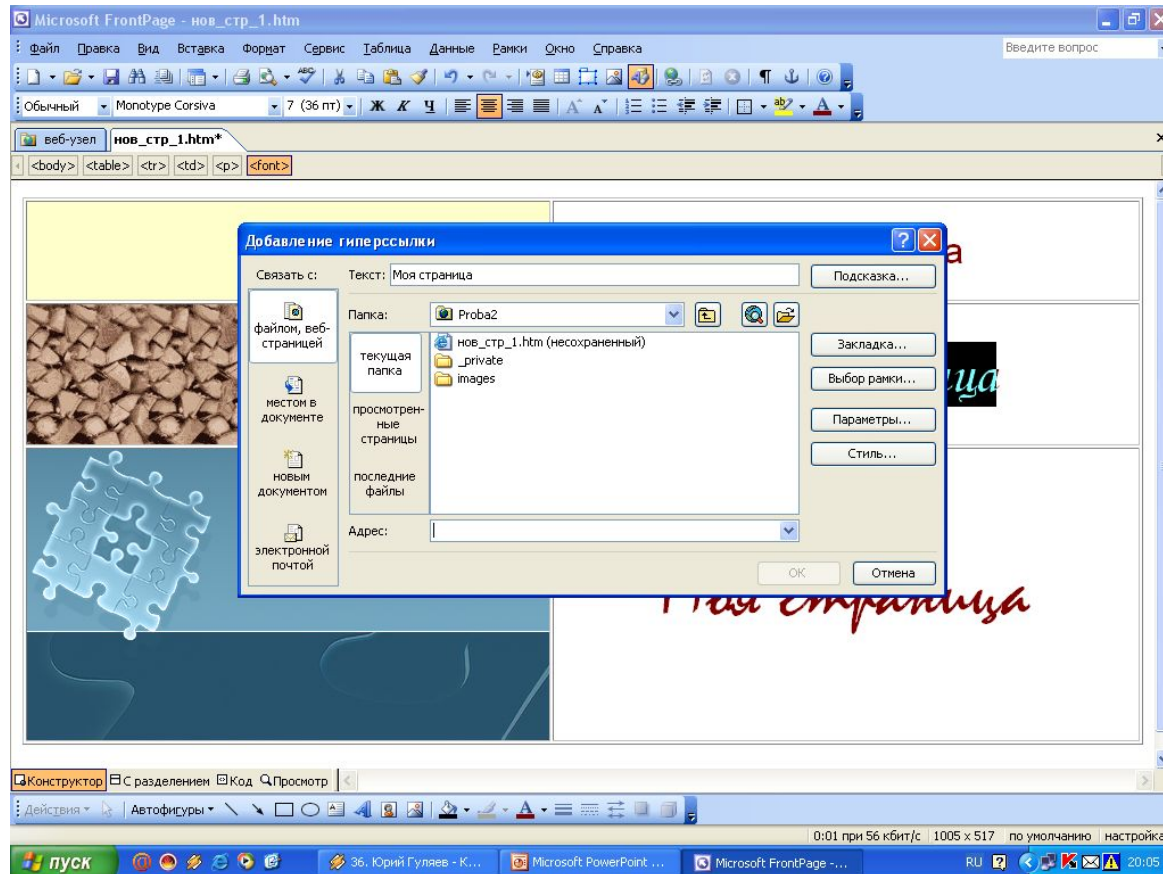 Microsoft FrontPage - нов_стр_1.htm
Файл Правка Вид Вставка Формат Сервис Таблица Данные Рамки Окно Справка Введите вопрос
Обычный Monotype Corsiva 7 (36 пт) Ж К Ч
веб-узел нов_стр_1.htm*
<body> <table> <tr> <td> <p> <font>
Добавление гиперссылки
Связать с: Текст: Моя страница Подсказка...
файлом, веб-страницей
местом в документе
новым документом
электронной почтой
Папка: Proba2
текущая папка
просмотрен-ные страницы
последние файлы
нов_стр_1.htm (несохраненный)
_private
images
Закладка...
Выбор рамки...
Параметры...
Стиль...
Адрес:
ОК Отмена
а
ица
Моя страница
Конструктор С разделением Код Просмотр
Действия Автофигуры
0:01 при 56 кбит/с 1005 x 517 по умолчанию настройка
пуск 36. Юрий Гуляев - К... Microsoft PowerPoint ... Microsoft FrontPage -... RU 20:05